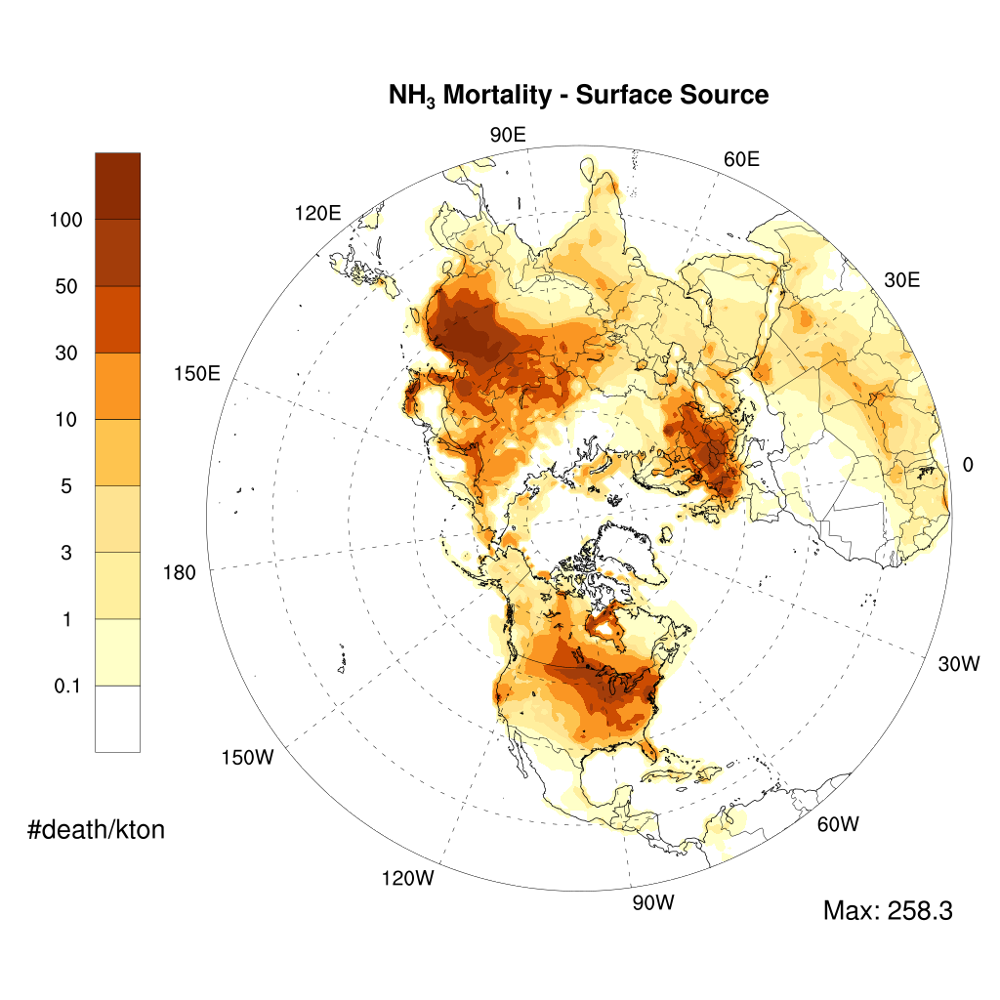 NH₃ Mortality - Surface Source
90E
60E
120E
30E
150E
0
180
30W
150W
60W
120W
90W
100
50
30
10
5
3
1
0.1
#death/kton
Max: 258.3